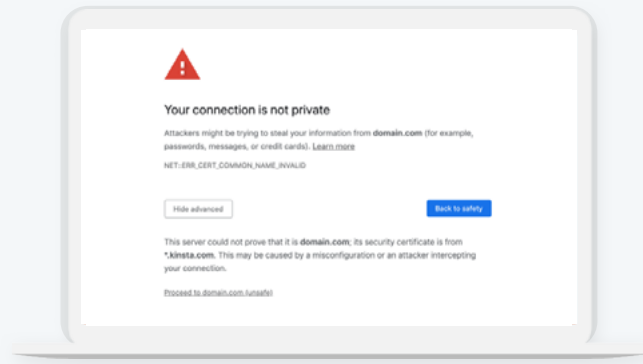 Your connection is not private
Attackers might be trying to steal your information from domain.com (for example,
passwords, messages, or credit cards). Learn more
NET::ERR_CERT_COMMON_NAME_INVALID
Hide advanced
Back to safety
This server could not prove that it is domain.com; its security certificate is from
*.kinsta.com. This may be caused by a misconfiguration or an attacker intercepting
your connection.
Proceed to domain.com (unsafe)